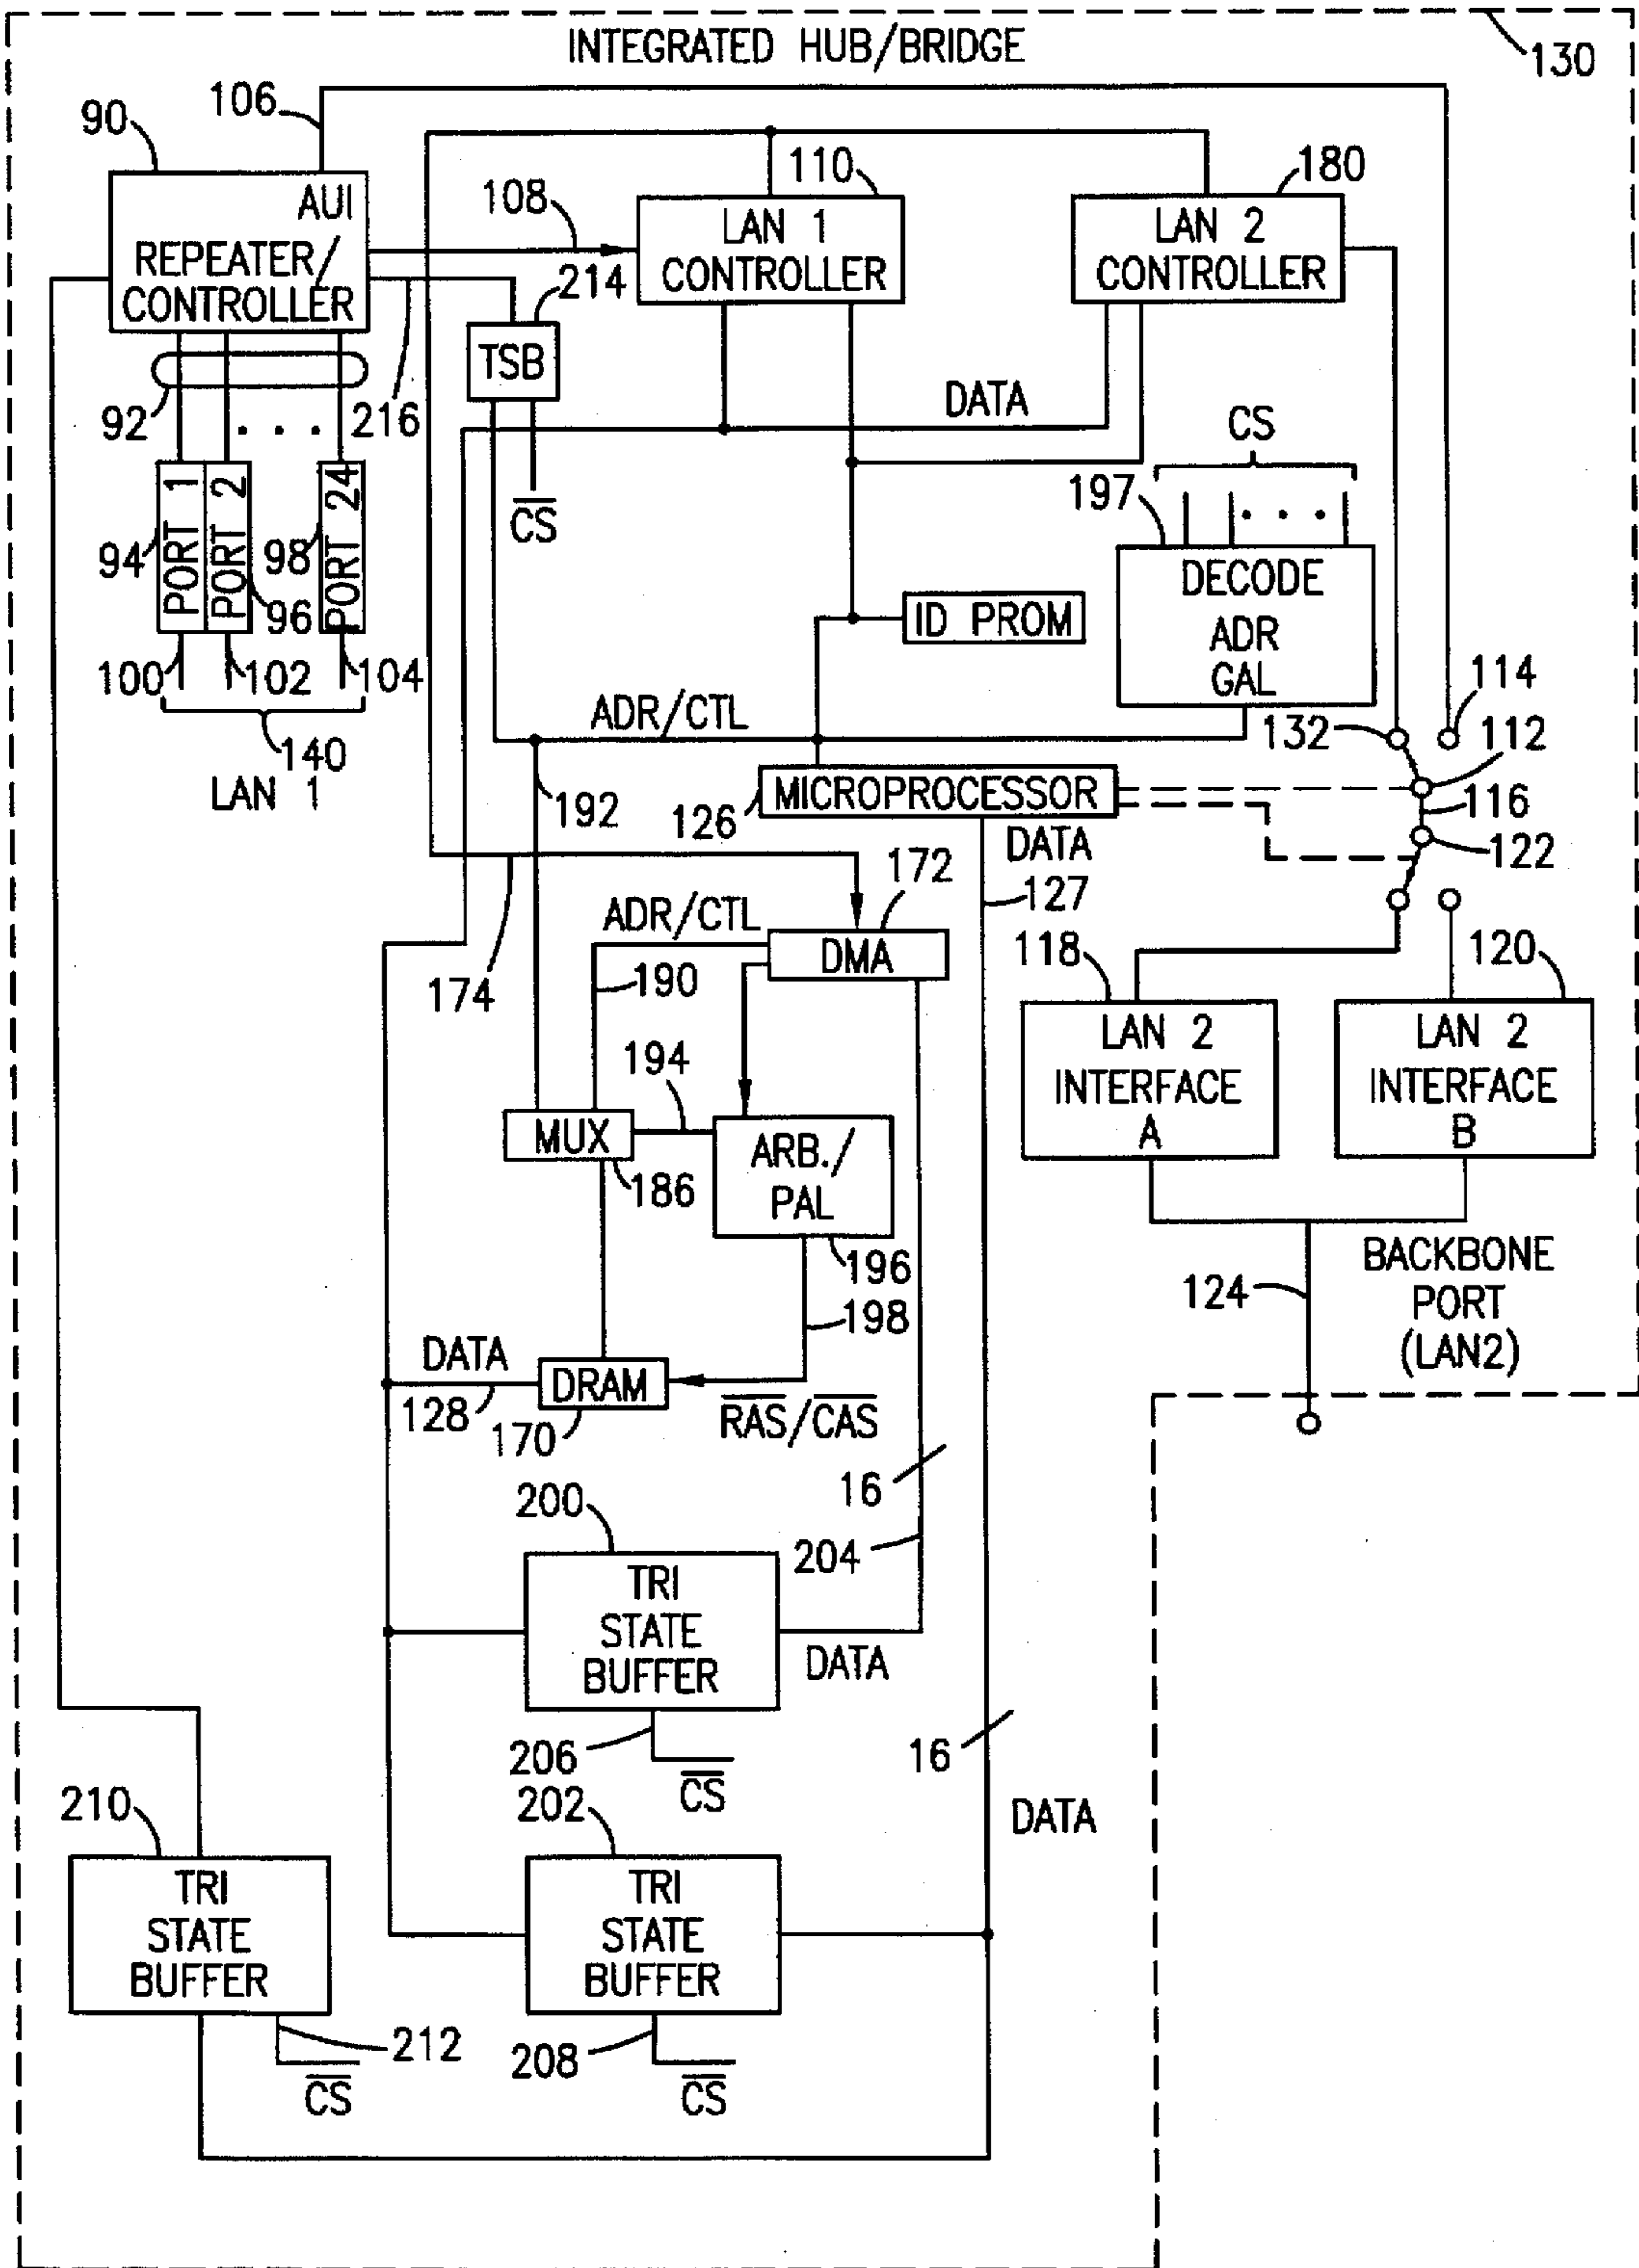 INTEGRATED HUB/BRIDGE
130
106
90
AUI
REPEATER/
CONTROLLER
108
110
LAN 1
CONTROLLER
180
LAN 2
CONTROLLER
214
TSB
92
. . .
216
DATA
CS
CS
197
. . .
94
PORT 1
PORT 2
96
98
PORT 24
DECODE
ADR
GAL
ID PROM
100
102
104
140
LAN 1
ADR/CTL
192
132
114
112
116
122
126
MICROPROCESSOR
DATA
127
172
ADR/CTL
DMA
174
190
118
120
LAN 2
INTERFACE
A
LAN 2
INTERFACE
B
194
MUX
186
ARB./
PAL
196
198
124
BACKBONE
PORT
(LAN2)
DATA
128
DRAM
170
RAS/CAS
16
200
204
TRI
STATE
BUFFER
DATA
206
CS
16
202
DATA
210
TRI
STATE
BUFFER
TRI
STATE
BUFFER
212
CS
208
CS